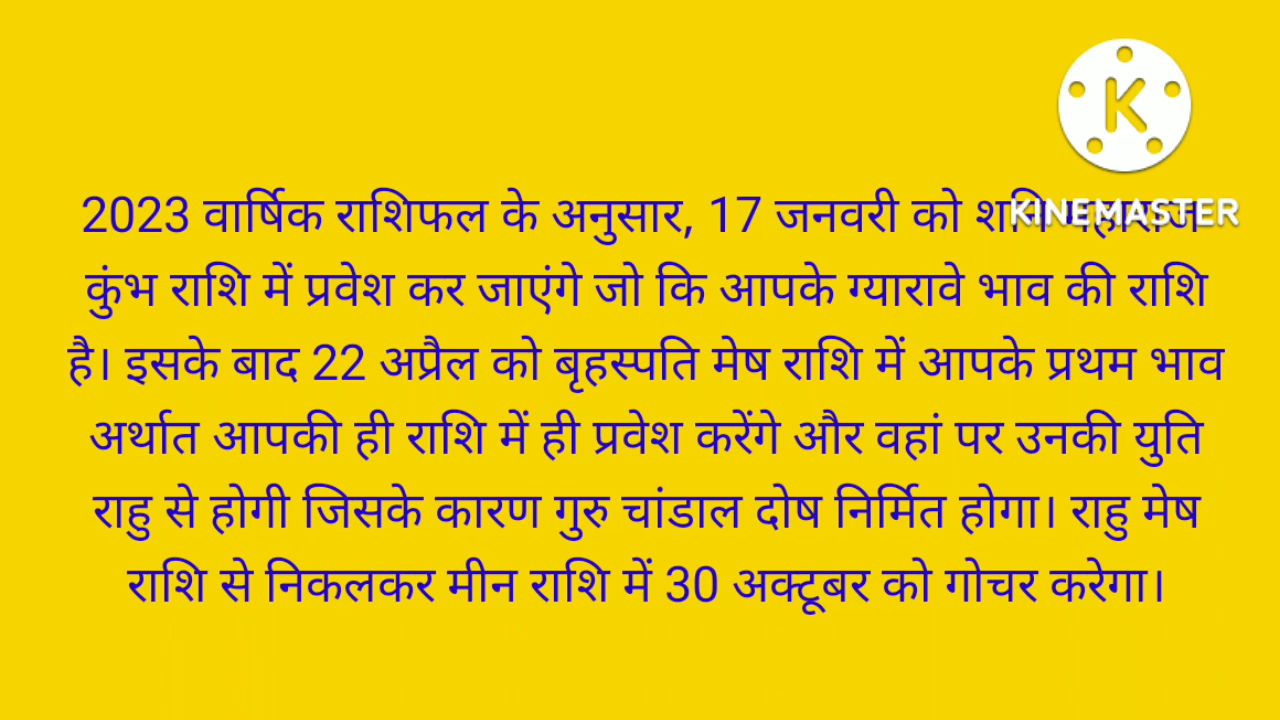 2023 वार्षिक राशिफल के अनुसार, 17 जनवरी को
KINEMASTER
कुंभ राशि में प्रवेश कर जाएंगे जो कि आपके ग्यारावे भाव की राशि
है। इसके बाद 22 अप्रैल को बृहस्पति मेष राशि में आपके प्रथम भाव
अर्थात आपकी ही राशि में ही प्रवेश करेंगे और वहां पर उनकी युति
राहु से होगी जिसके कारण गुरु चांडाल दोष निर्मित होगा। राहु मेष
राशि से निकलकर मीन राशि में 30 अक्टूबर को गोचर करेगा।